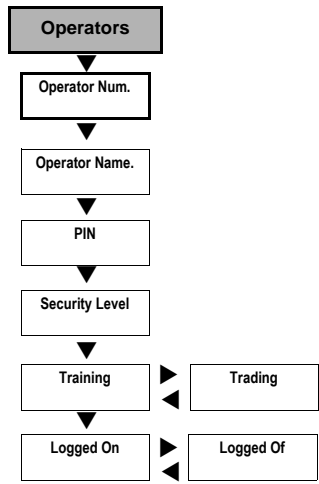 Operators
Operator Num.
Operator Name.
PIN
Security Level
Training
Trading
Logged On
Logged Of